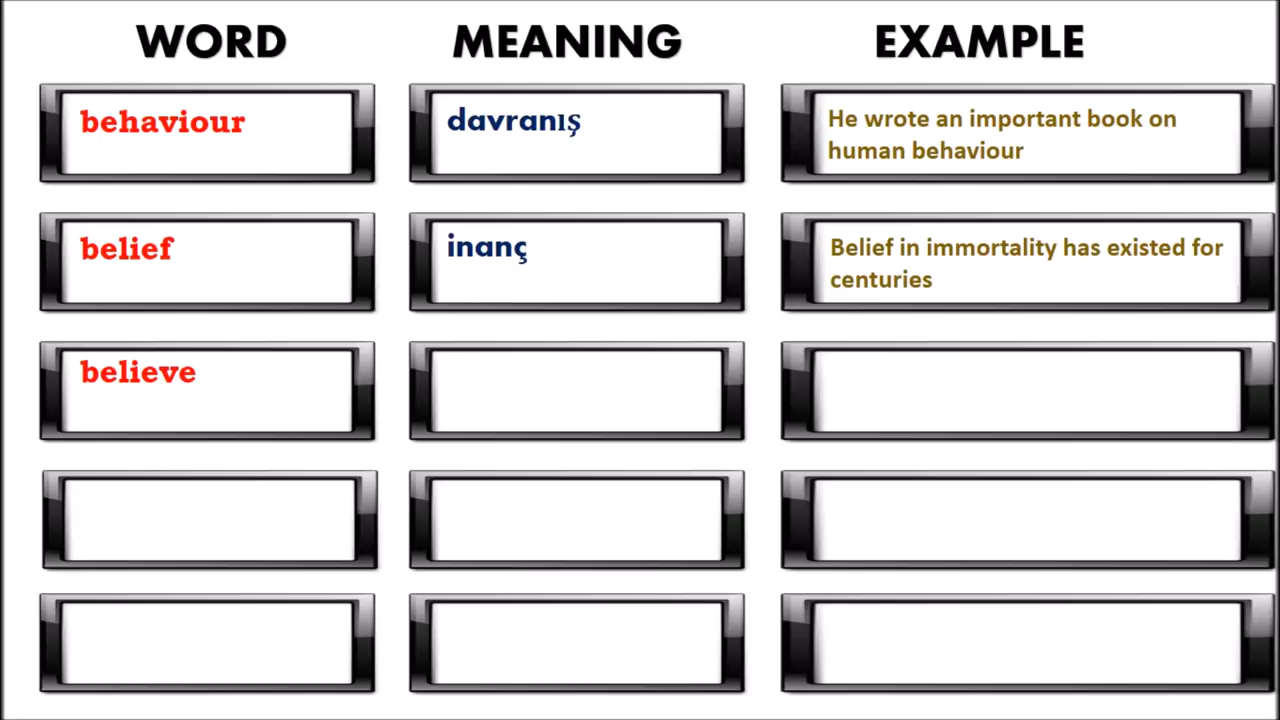 WORD MEANING EXAMPLE
behaviour
davranış
He wrote an important book on
human behaviour
belief
inanç
Belief in immortality has existed for
centuries
believe